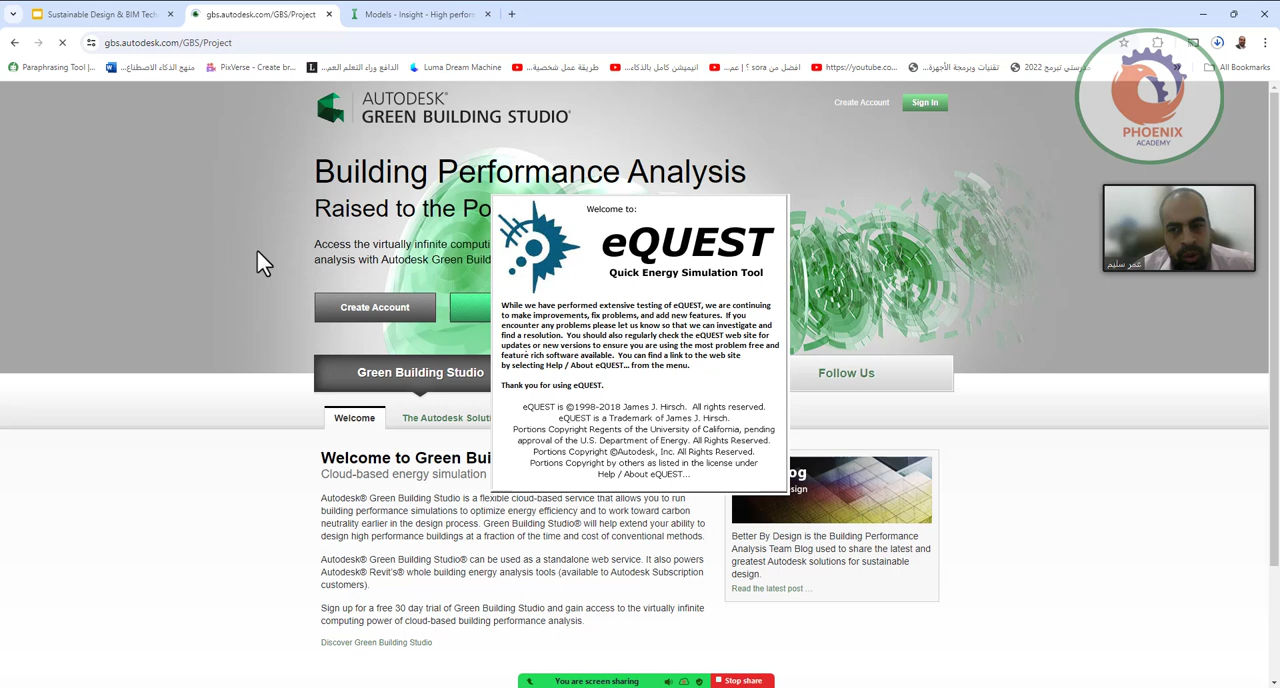 Sustainable Design & BIM Tech
gbs.autodesk.com/GBS/Project
Models - Insight - High perform
gbs.autodesk.com/GBS/Project
Paraphrasing Tool |...
منهج الذكاء الاصطناع...
PixVerse - Create br...
الدافع وراء التعلم العم...
Luma Dream Machine
طريقة عمل شخصية...
انيميشن كامل بالذكاء...
افضل من sora ؟ | عم...
https://youtube.co...
تقنيات وبرمجة الأجهزة...
2022
All Bookmarks
AUTODESK®
GREEN BUILDING STUDIO®
Create Account
Sign In
PHOENIX
ACADEMY
Building Performance Analysis
Raised to the Po
Access the virtually infinite computi
analysis with Autodesk Green Build
Create Account
عمر سليم
Welcome to:
eQUEST
Quick Energy Simulation Tool
While we have performed extensive testing of eQUEST, we are continuing
to make improvements, fix problems, and add new features. If you
encounter any problems please let us know so that we can investigate and
find a resolution. You should also regularly check the eQUEST web site for
updates or new versions to ensure you are using the most problem free and
feature rich software available. You can find a link to the web site
by selecting Help / About eQUEST... from the menu.
Thank you for using eQUEST.
eQUEST is ©1998-2018 James J. Hirsch. All rights reserved.
eQUEST is a Trademark of James J. Hirsch.
Portions Copyright Regents of the University of California, pending
approval of the U.S. Department of Energy. All Rights Reserved.
Portions Copyright ©Autodesk, Inc. All Rights Reserved.
Portions Copyright by others as listed in the license under
Help / About eQUEST...
Green Building Studio
Follow Us
Welcome
The Autodesk Soluti
Welcome to Green Bui
Cloud-based energy simulation
Autodesk® Green Building Studio is a flexible cloud-based service that allows you to run
building performance simulations to optimize energy efficiency and to work toward carbon
neutrality earlier in the design process. Green Building Studio® will help extend your ability to
design high performance buildings at a fraction of the time and cost of conventional methods.
Autodesk® Green Building Studio® can be used as a standalone web service. It also powers
Autodesk® Revit's® whole building energy analysis tools (available to Autodesk Subscription
customers).
Sign up for a free 30 day trial of Green Building Studio and gain access to the virtually infinite
computing power of cloud-based building performance analysis.
Discover Green Building Studio
og
sign
Better By Design is the Building Performance
Analysis Team Blog used to share the latest and
greatest Autodesk solutions for sustainable
design.
Read the latest post ...
You are screen sharing
Stop share